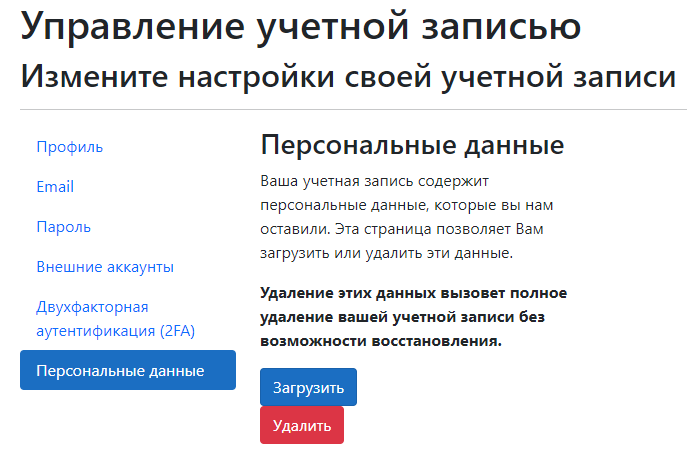 Управление учетной записью
Измените настройки своей учетной записи
Профиль
Email
Пароль
Внешние аккаунты
Двухфакторная
аутентификация (2FA)
Персональные данные
Персональные данные
Ваша учетная запись содержит
персональные данные, которые вы нам
оставили. Эта страница позволяет Вам
загрузить или удалить эти данные.
Удаление этих данных вызовет полное
удаление вашей учетной записи без
возможности восстановления.
Загрузить
Удалить